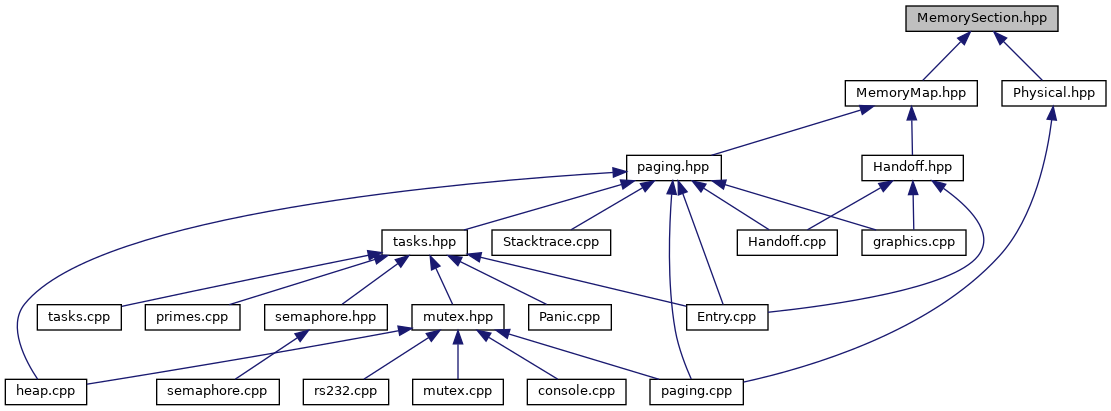 MemorySection.hpp
MemoryMap.hpp
Physical.hpp
paging.hpp
Handoff.hpp
tasks.hpp
Stacktrace.cpp
Handoff.cpp
graphics.cpp
tasks.cpp
primes.cpp
semaphore.hpp
mutex.hpp
Panic.cpp
Entry.cpp
heap.cpp
semaphore.cpp
rs232.cpp
mutex.cpp
console.cpp
paging.cpp